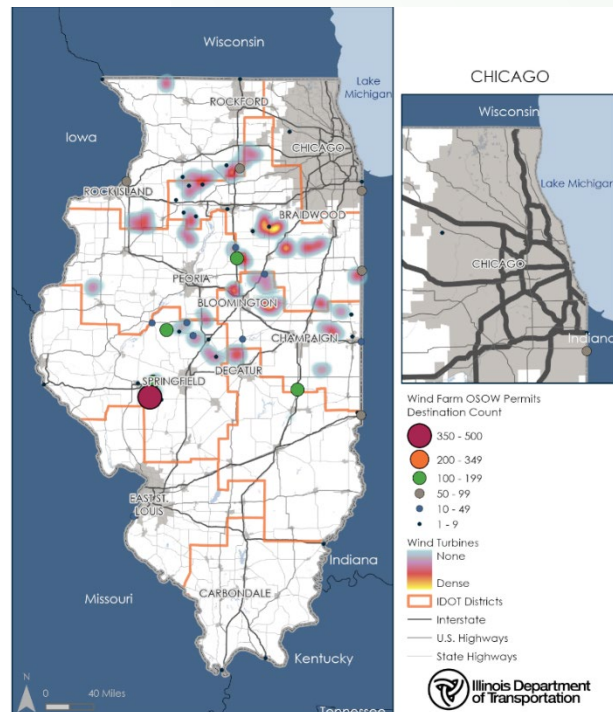 Wisconsin
Lake
Michigan
Iowa
ROCKFORD
CHICAGO
ROCK ISLAND
BRAIDWOOD
PEORIA
BLOOMINGTON
CHAMPAIGN
DECATUR
SPRINGFIELD
EAST ST.
LOUIS
Indiana
Missouri
CARBONDALE
Kentucky
Tennessee
N
0 40 Miles
CHICAGO
Wisconsin
Lake Michigan
CHICAGO
Indiana
Wind Farm OSOW Permits
Destination Count
350 - 500
200 - 349
100 - 199
50 - 99
10 - 49
1 - 9
Wind Turbines
None
Dense
IDOT Districts
Interstate
U.S. Highways
State Highways
Illinois Department
of Transportation